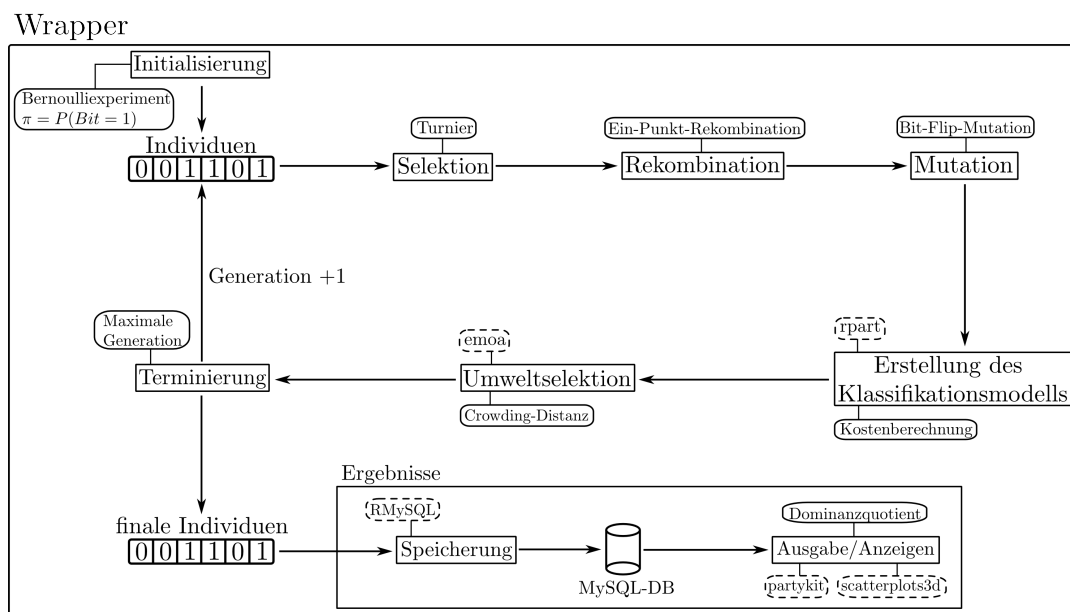 Wrapper
Initialisierung
Bernoulliexperiment
π = P(Bit = 1)
Individuen
0 0 1 1 0 1
Turnier
Selektion
Ein-Punkt-Rekombination
Rekombination
Bit-Flip-Mutation
Mutation
Generation +1
Maximale
Generation
Terminierung
emoa
Umweltselektion
Crowding-Distanz
rpart
Erstellung des
Klassifikationsmodells
Kostenberechnung
finale Individuen
0 0 1 1 0 1
Ergebnisse
RMySQL
Speicherung
MySQL-DB
Dominanzquotient
Ausgabe/Anzeigen
partykit
scatterplots3d